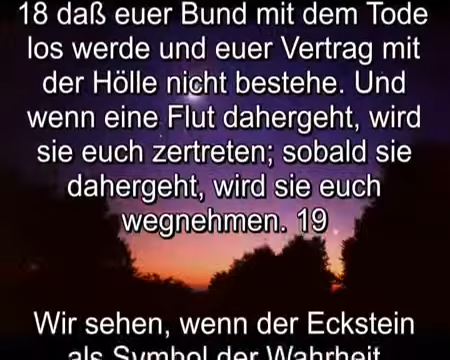 18 daß euer Bund mit dem Tode
los werde und euer Vertrag mit
der Hölle nicht bestehe. Und
wenn eine Flut dahergeht, wird
sie euch zertreten; sobald sie
dahergeht, wird sie euch
wegnehmen. 19
Wir sehen, wenn der Eckstein
als Symbol der Wahrheit